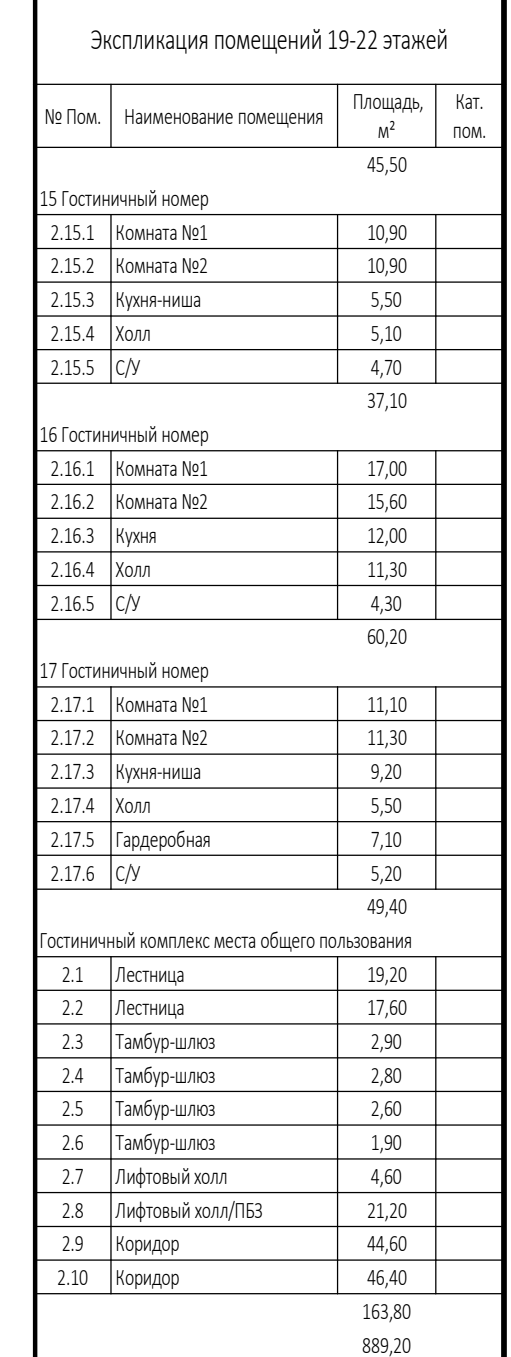 Экспликация помещений 19-22 этажей
№ Пом. Наименование помещения Площадь, м² Кат. пом.
45,50
15 Гостиничный номер
2.15.1 Комната №1 10,90
2.15.2 Комната №2 10,90
2.15.3 Кухня-ниша 5,50
2.15.4 Холл 5,10
2.15.5 С/У 4,70
37,10
16 Гостиничный номер
2.16.1 Комната №1 17,00
2.16.2 Комната №2 15,60
2.16.3 Кухня 12,00
2.16.4 Холл 11,30
2.16.5 С/У 4,30
60,20
17 Гостиничный номер
2.17.1 Комната №1 11,10
2.17.2 Комната №2 11,30
2.17.3 Кухня-ниша 9,20
2.17.4 Холл 5,50
2.17.5 Гардеробная 7,10
2.17.6 С/У 5,20
49,40
Гостиничный комплекс места общего пользования
2.1 Лестница 19,20
2.2 Лестница 17,60
2.3 Тамбур-шлюз 2,90
2.4 Тамбур-шлюз 2,80
2.5 Тамбур-шлюз 2,60
2.6 Тамбур-шлюз 1,90
2.7 Лифтовый холл 4,60
2.8 Лифтовый холл/ПБЗ 21,20
2.9 Коридор 44,60
2.10 Коридор 46,40
163,80
889,20